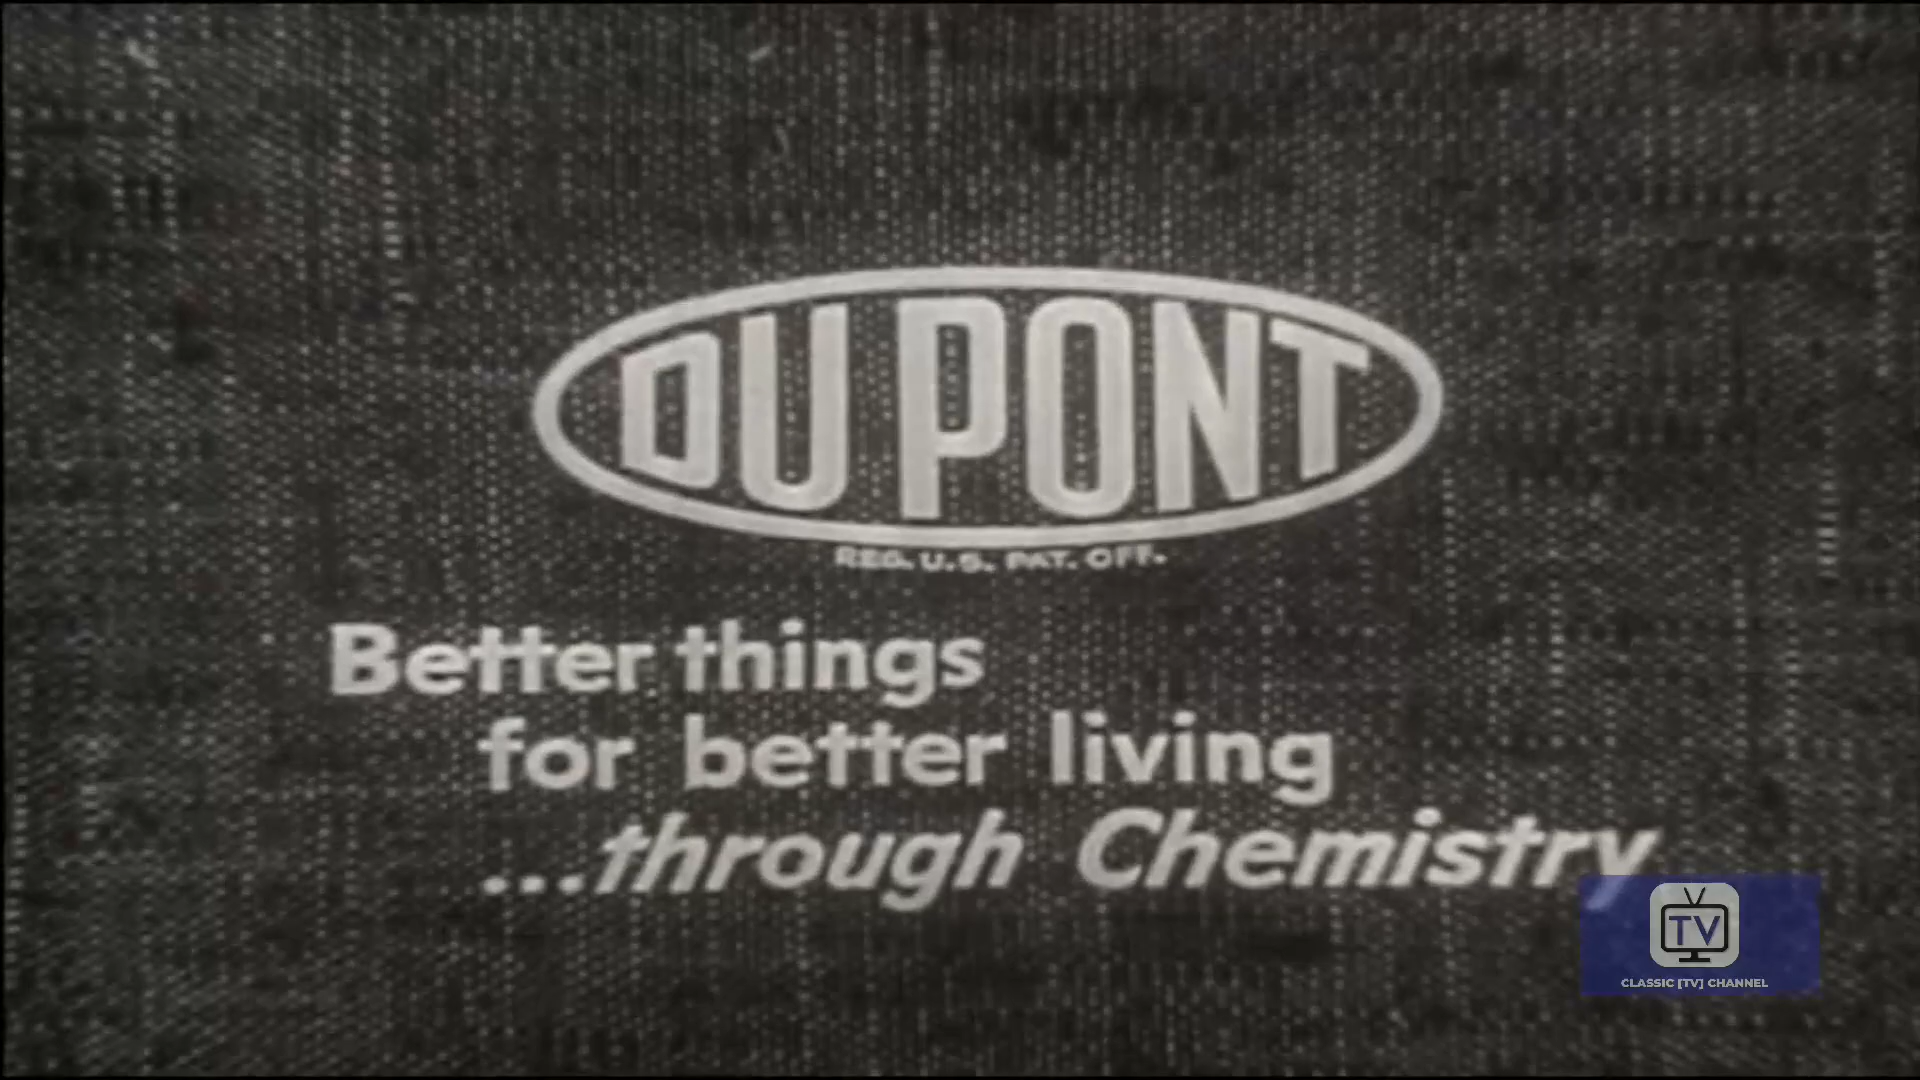 DU PONT
REG. U.S. PAT. OFF.
Better things
for better living
...through Chemistry
TV
CLASSIC [TV] CHANNEL